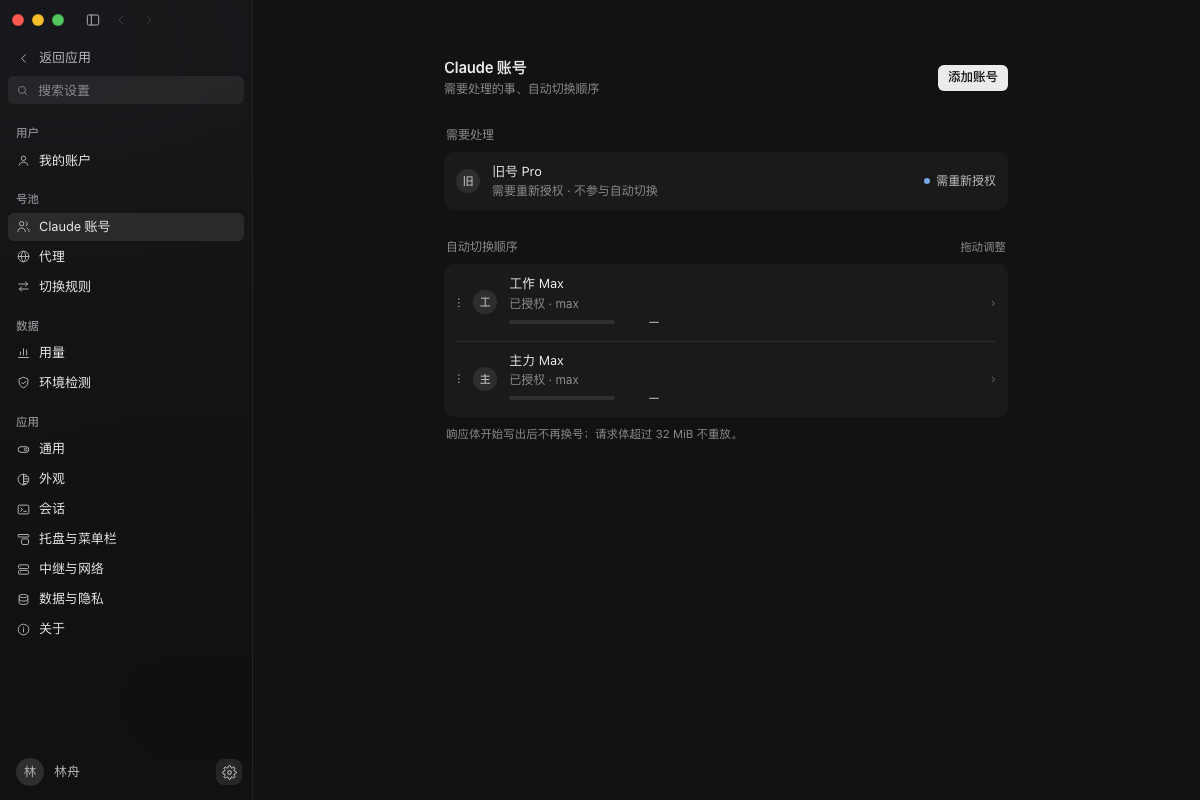 返回应用
搜索设置
用户
我的账户
号池
Claude 账号
代理
切换规则
数据
用量
环境检测
应用
通用
外观
会话
托盘与菜单栏
中继与网络
数据与隐私
关于
林 林舟
Claude 账号
需要处理的事、自动切换顺序
添加账号
需要处理
旧 旧号 Pro
需要重新授权 · 不参与自动切换
需重新授权
自动切换顺序 拖动调整
工 工作 Max
已授权 · max
—
主 主力 Max
已授权 · max
—
响应体开始写出后不再换号；请求体超过 32 MiB 不重放。